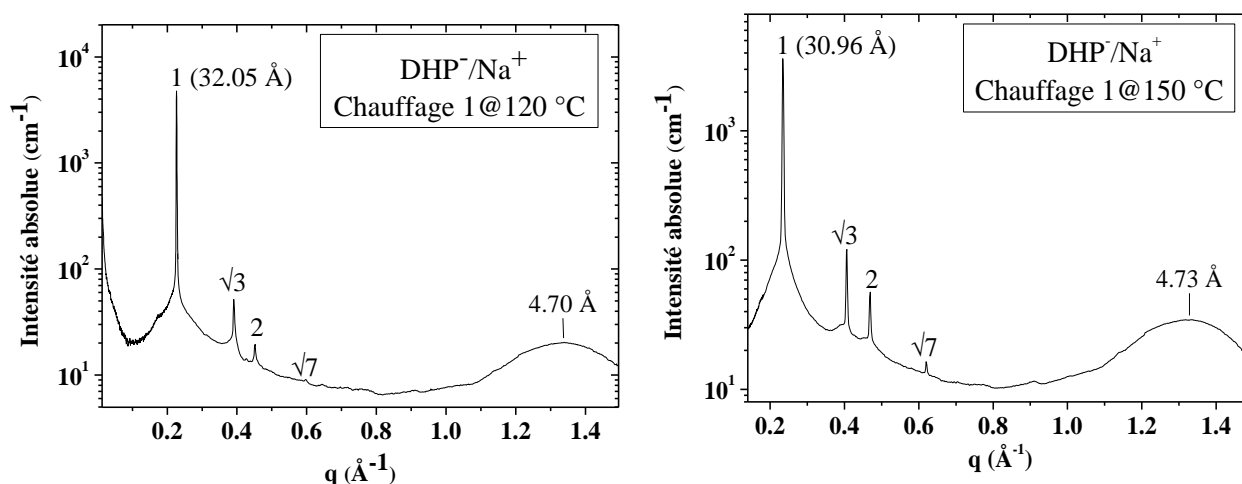 10⁴
10³
10²
10¹
Intensité absolue (cm⁻¹)
1 (32.05 Å)
DHP⁻/Na⁺
Chauffage 1@120 °C
√3
2
√7
4.70 Å
0.2 0.4 0.6 0.8 1.0 1.2 1.4
q (Å⁻¹)
10³
10²
10¹
Intensité absolue (cm⁻¹)
1 (30.96 Å)
DHP⁻/Na⁺
Chauffage 1@150 °C
√3
2
√7
4.73 Å
0.2 0.4 0.6 0.8 1.0 1.2 1.4
q (Å⁻¹)